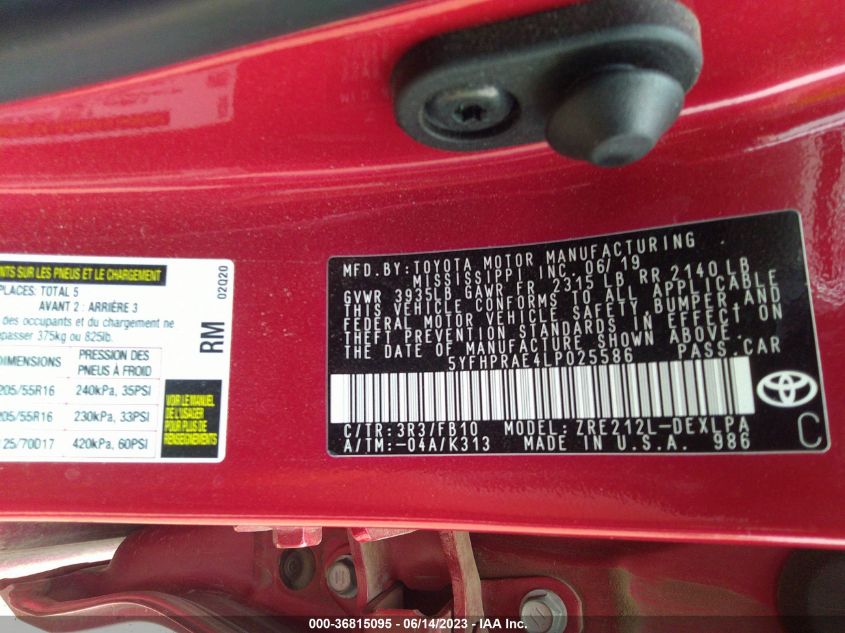 NTS SUR LES PNEUS ET LE CHARGEMENT
PLACES: TOTAL 5
AVANT 2 : ARRIÈRE 3
des occupants et du chargement ne
passer 375kg ou 825lb.
DIMENSIONS PRESSION DES PNEUS À FROID
205/55R16 240kPa, 35PSI
205/55R16 230kPa, 33PSI
125/70D17 420kPa, 60PSI
02Q20
RM
VOIR LE MANUEL
DE L'USAGER
POUR PLUS DE
RENSEIGNEMENTS
MFD.BY:TOYOTA MOTOR MANUFACTURING
MISSISSIPPI INC. 06/19
GVWR 3935LB GAWR FR 2315 LB RR 2140LB
THIS VEHICLE CONFORMS TO ALL APPLICABLE
FEDERAL MOTOR VEHICLE SAFETY,BUMPER,AND
THEFT PREVENTION STANDARDS IN EFFECT ON
THE DATE OF MANUFACTURE SHOWN ABOVE.
5YFHPRAE4LP025586 PASS.CAR
C/TR:3R3/FB10 MODEL:ZRE212L-DEXLPA
A/TM:-04A/K313 MADE IN U.S.A. 986
C
000-36815095 - 06/14/2023 - IAA Inc.